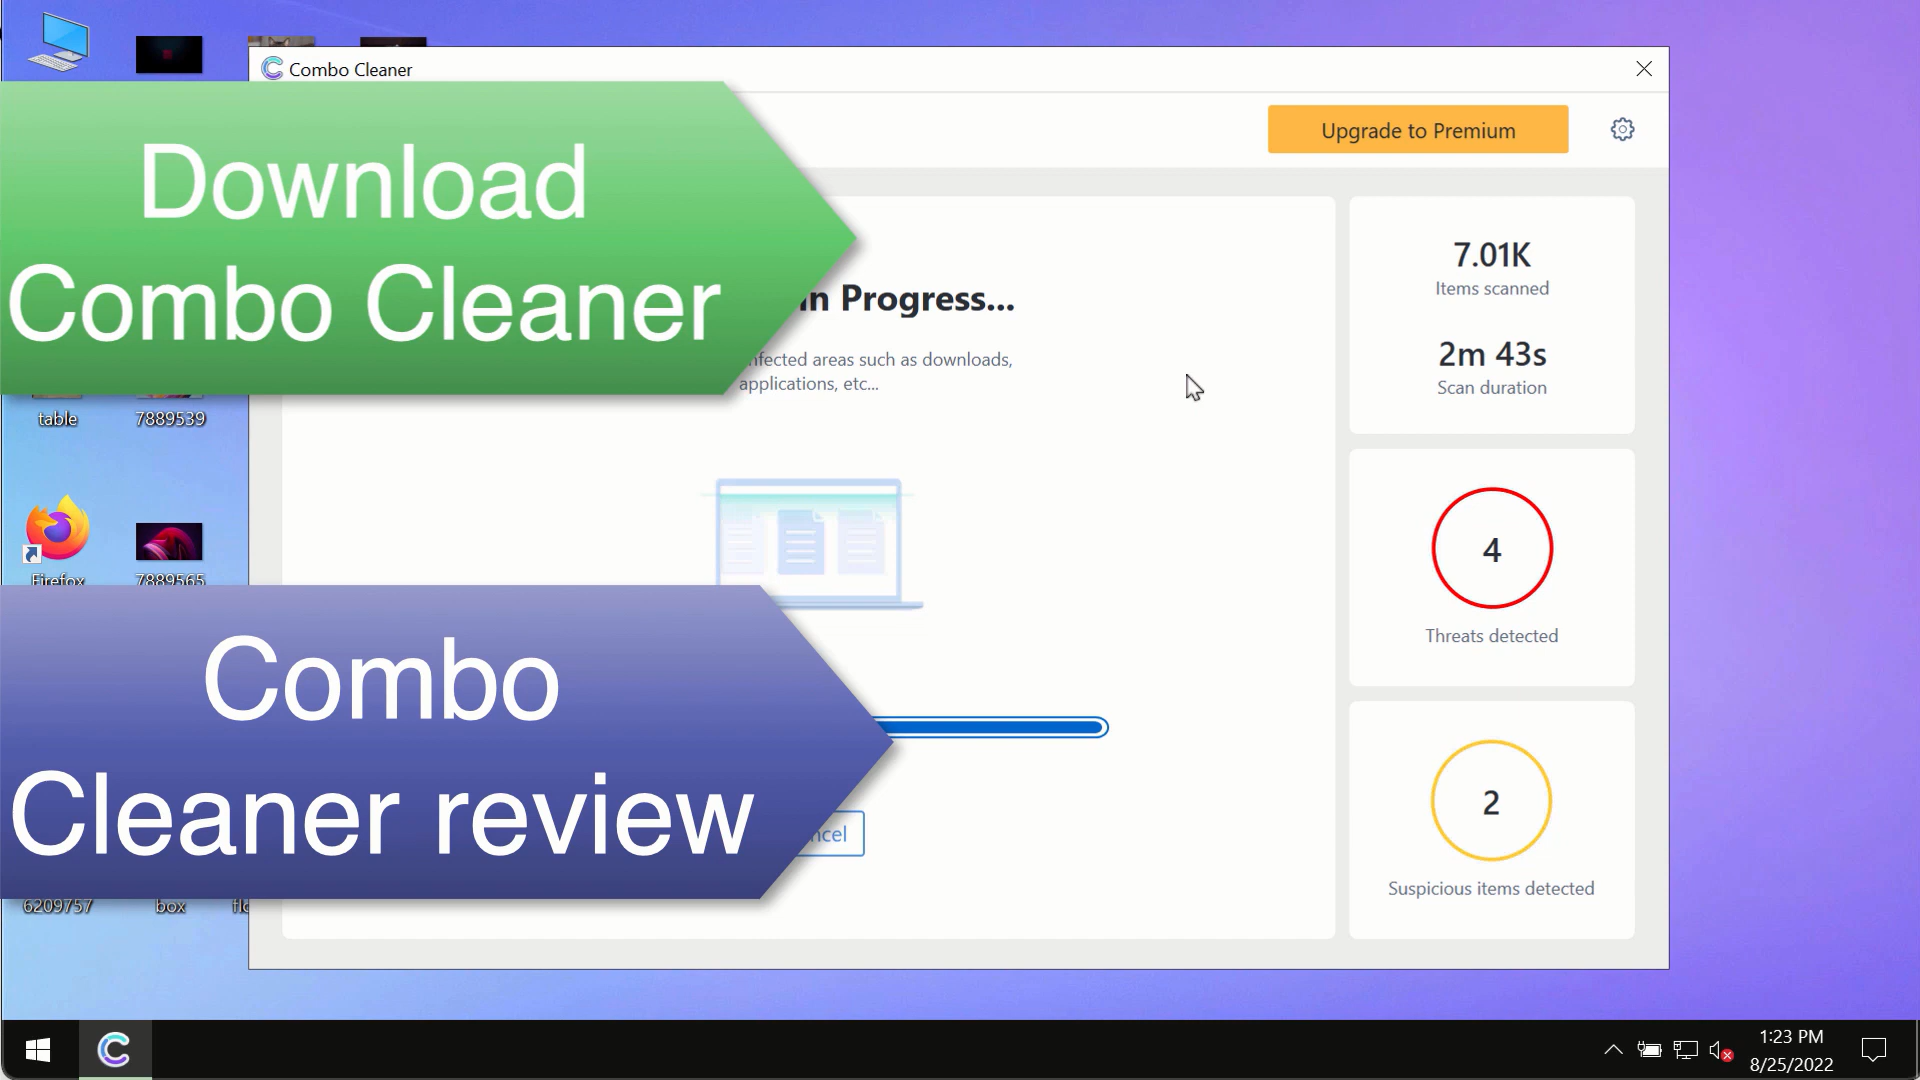 Combo Cleaner
Upgrade to Premium
Download
Combo Cleaner
in Progress...
infected areas such as downloads,
applications, etc...
7.01K
Items scanned
2m 43s
Scan duration
4
Threats detected
2
Suspicious items detected
table
7889539
Firefox
7889565
Combo
Cleaner review
6209757
box
1:23 PM
8/25/2022